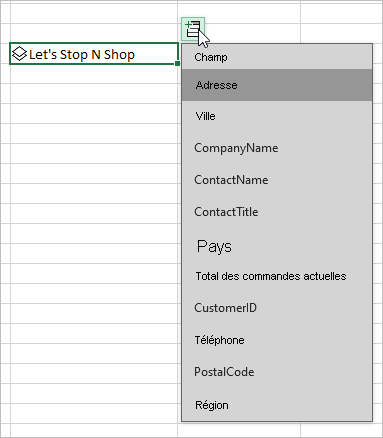 Let's Stop N Shop
Champ
Adresse
Ville
CompanyName
ContactName
ContactTitle
Pays
Total des commandes actuelles
CustomerID
Téléphone
PostalCode
Région